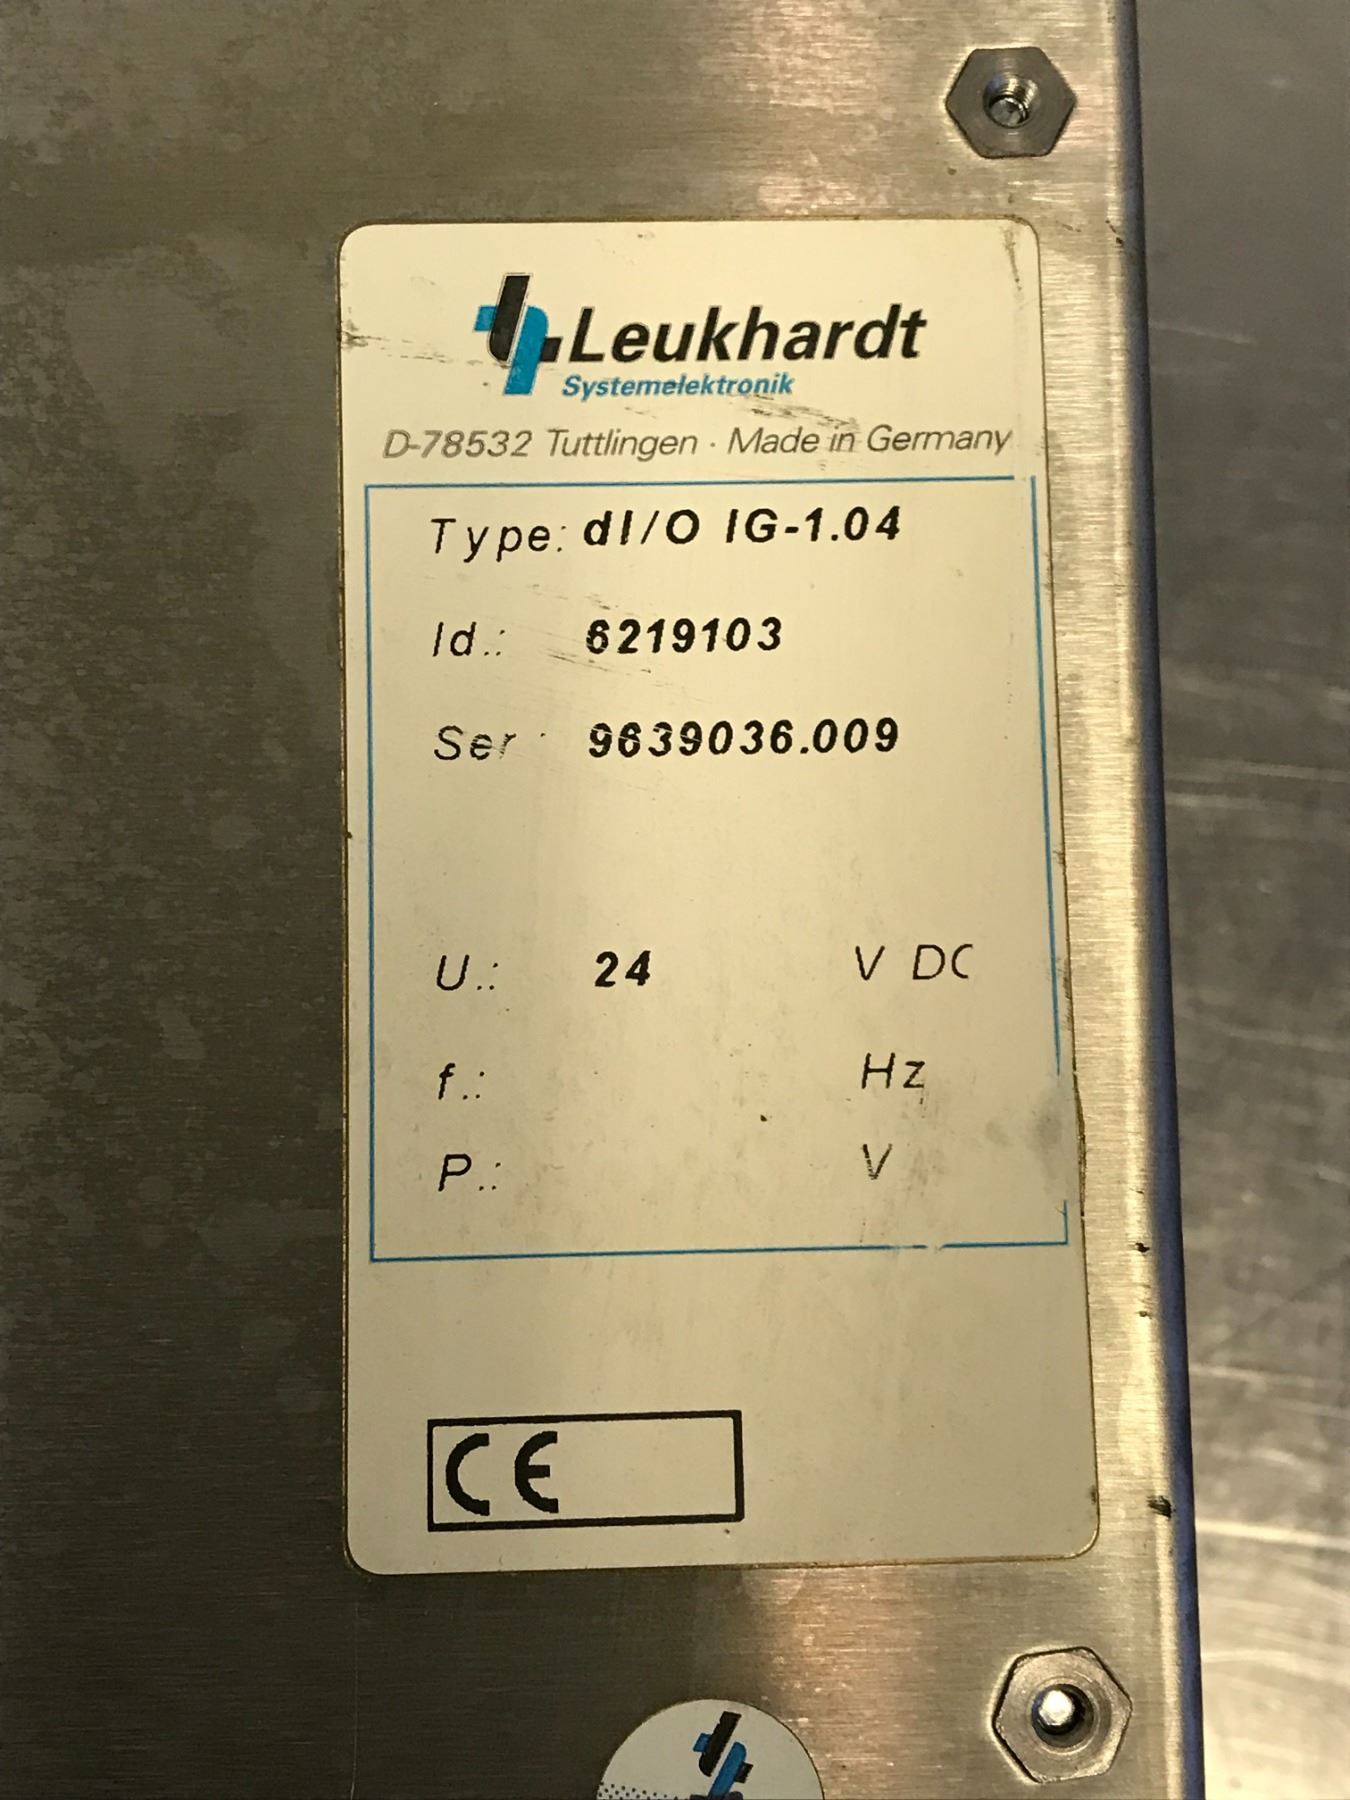 Leukhardt
Systemelektronik
D-78532 Tuttlingen · Made in Germany
Type: dI/O IG-1.04
Id.: 6219103
Ser : 9639036.009
U.: 24 V DC
f.: Hz
P.: V
CE